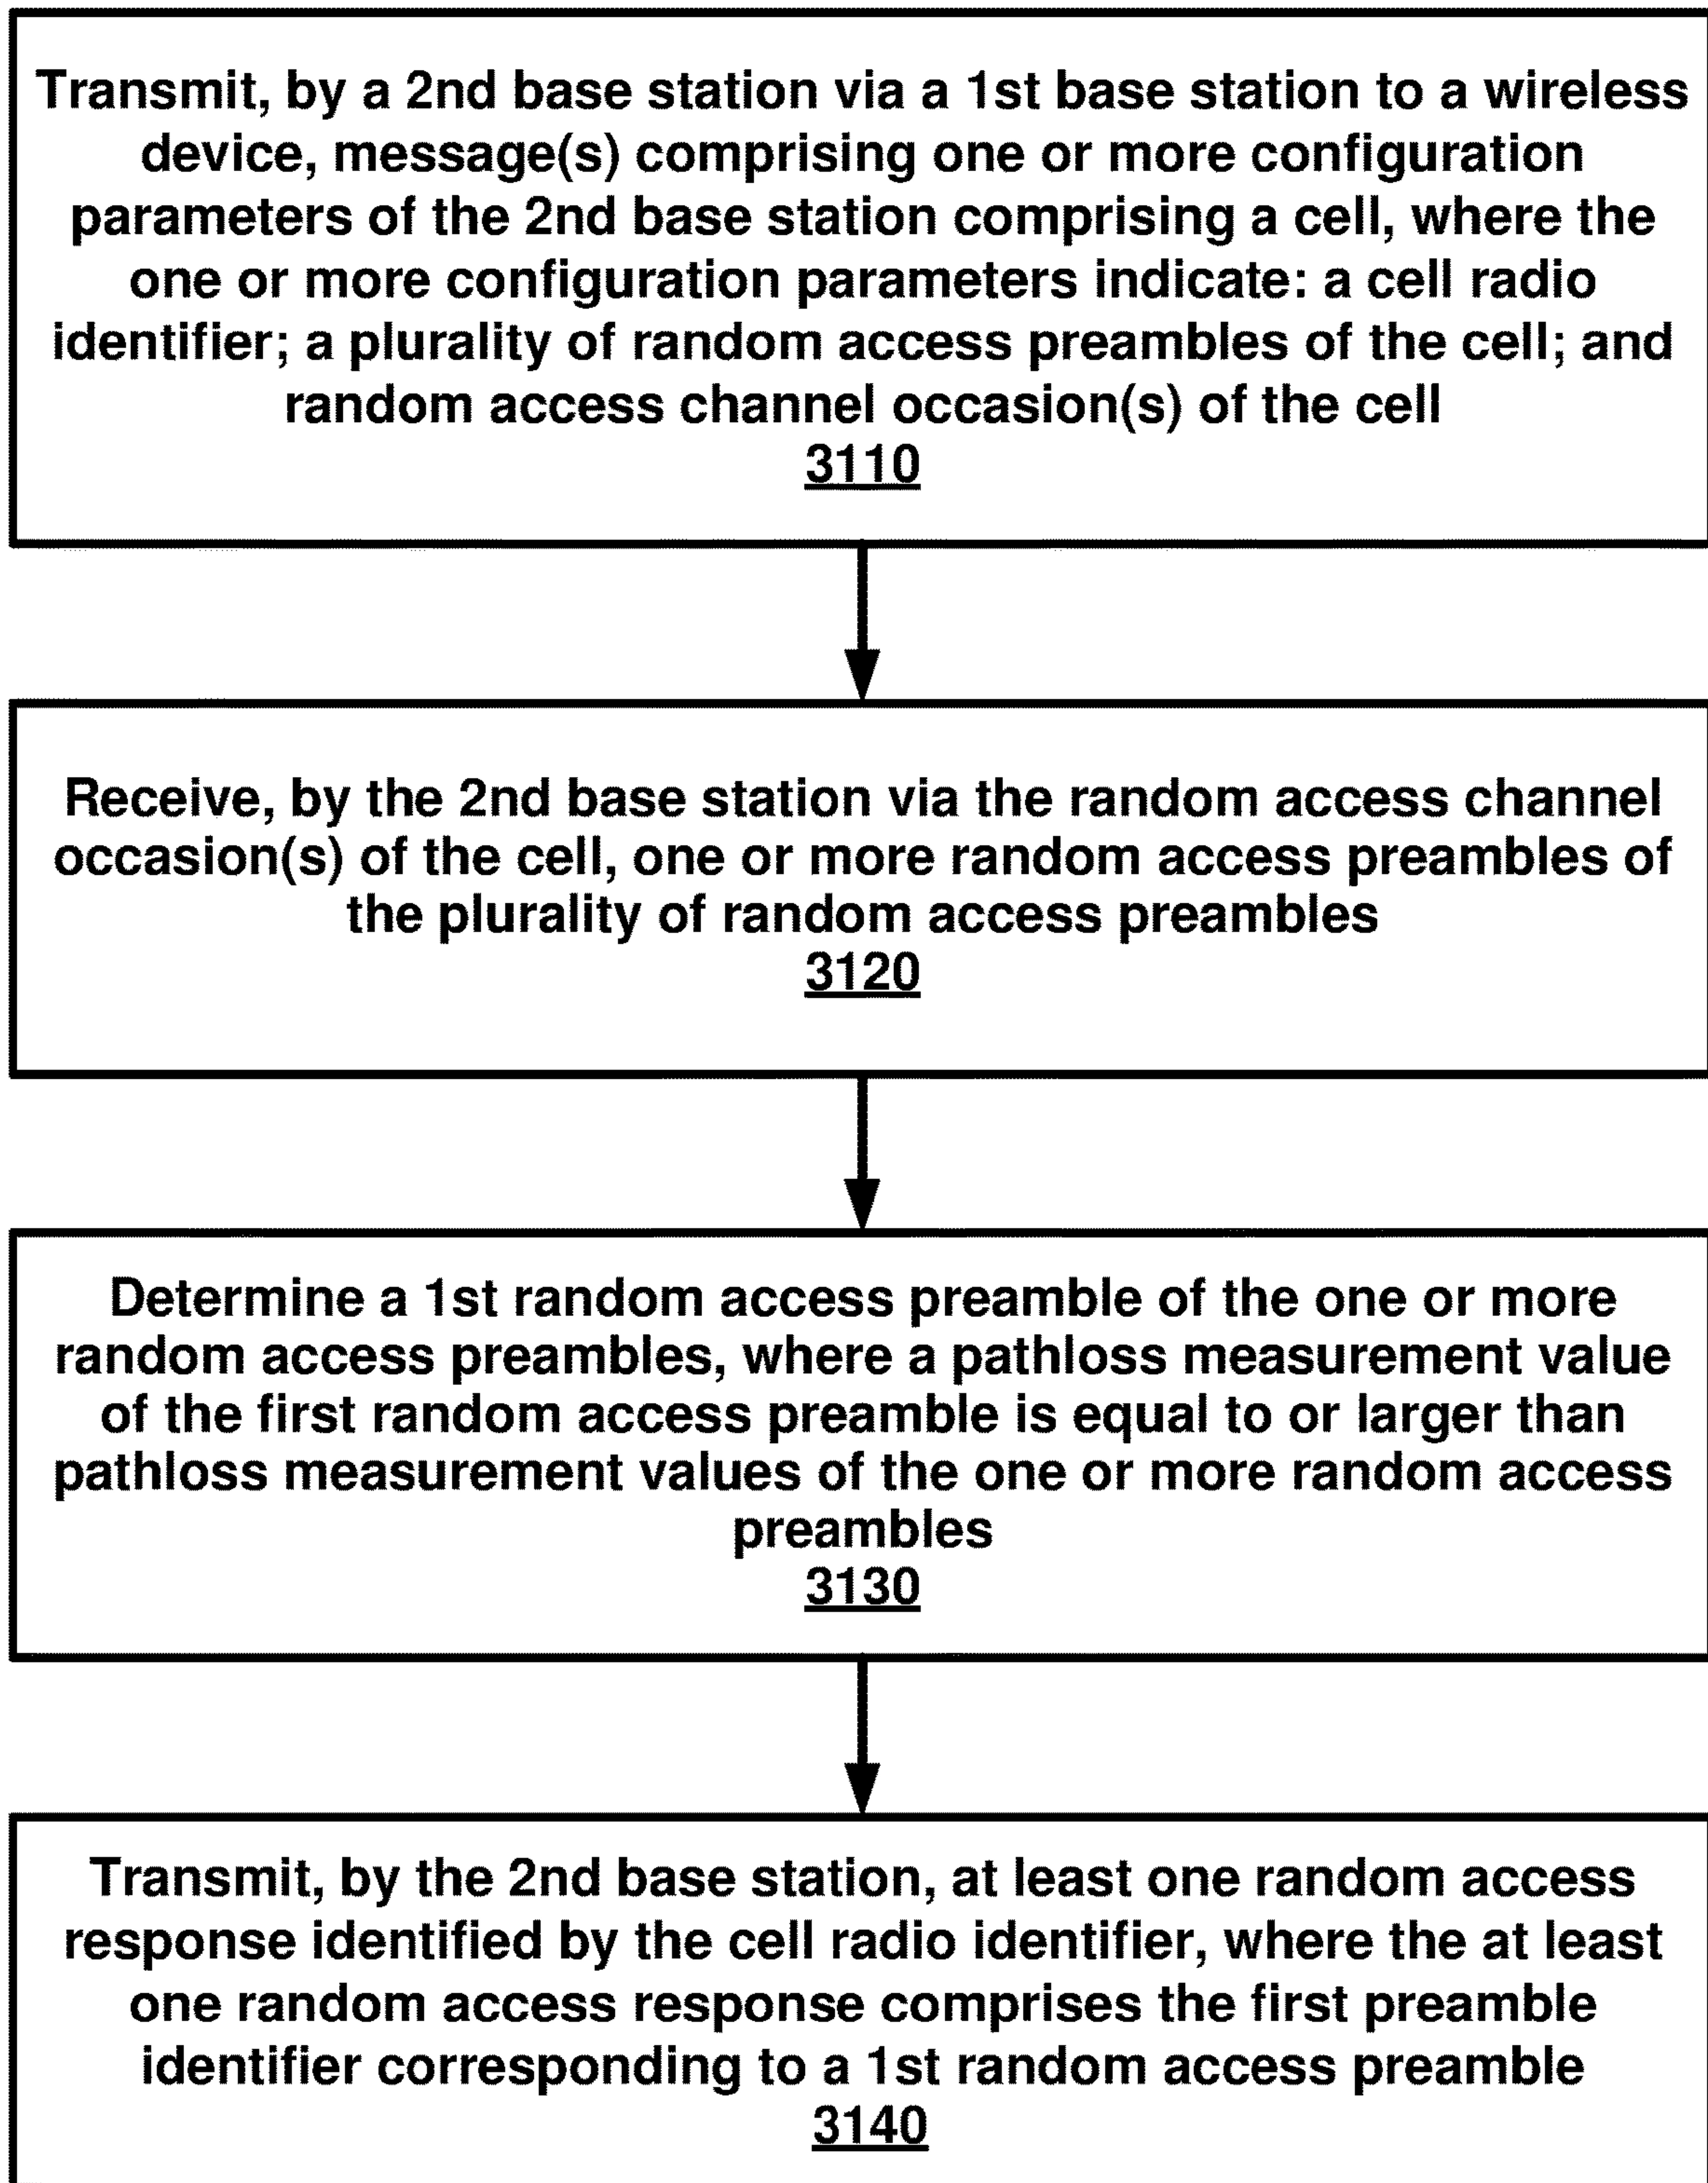 Transmit, by a 2nd base station via a 1st base station to a wireless
device, message(s) comprising one or more configuration
parameters of the 2nd base station comprising a cell, where the
one or more configuration parameters indicate: a cell radio
identifier; a plurality of random access preambles of the cell; and
random access channel occasion(s) of the cell
3110
Receive, by the 2nd base station via the random access channel
occasion(s) of the cell, one or more random access preambles of
the plurality of random access preambles
3120
Determine a 1st random access preamble of the one or more
random access preambles, where a pathloss measurement value
of the first random access preamble is equal to or larger than
pathloss measurement values of the one or more random access
preambles
3130
Transmit, by the 2nd base station, at least one random access
response identified by the cell radio identifier, where the at least
one random access response comprises the first preamble
identifier corresponding to a 1st random access preamble
3140